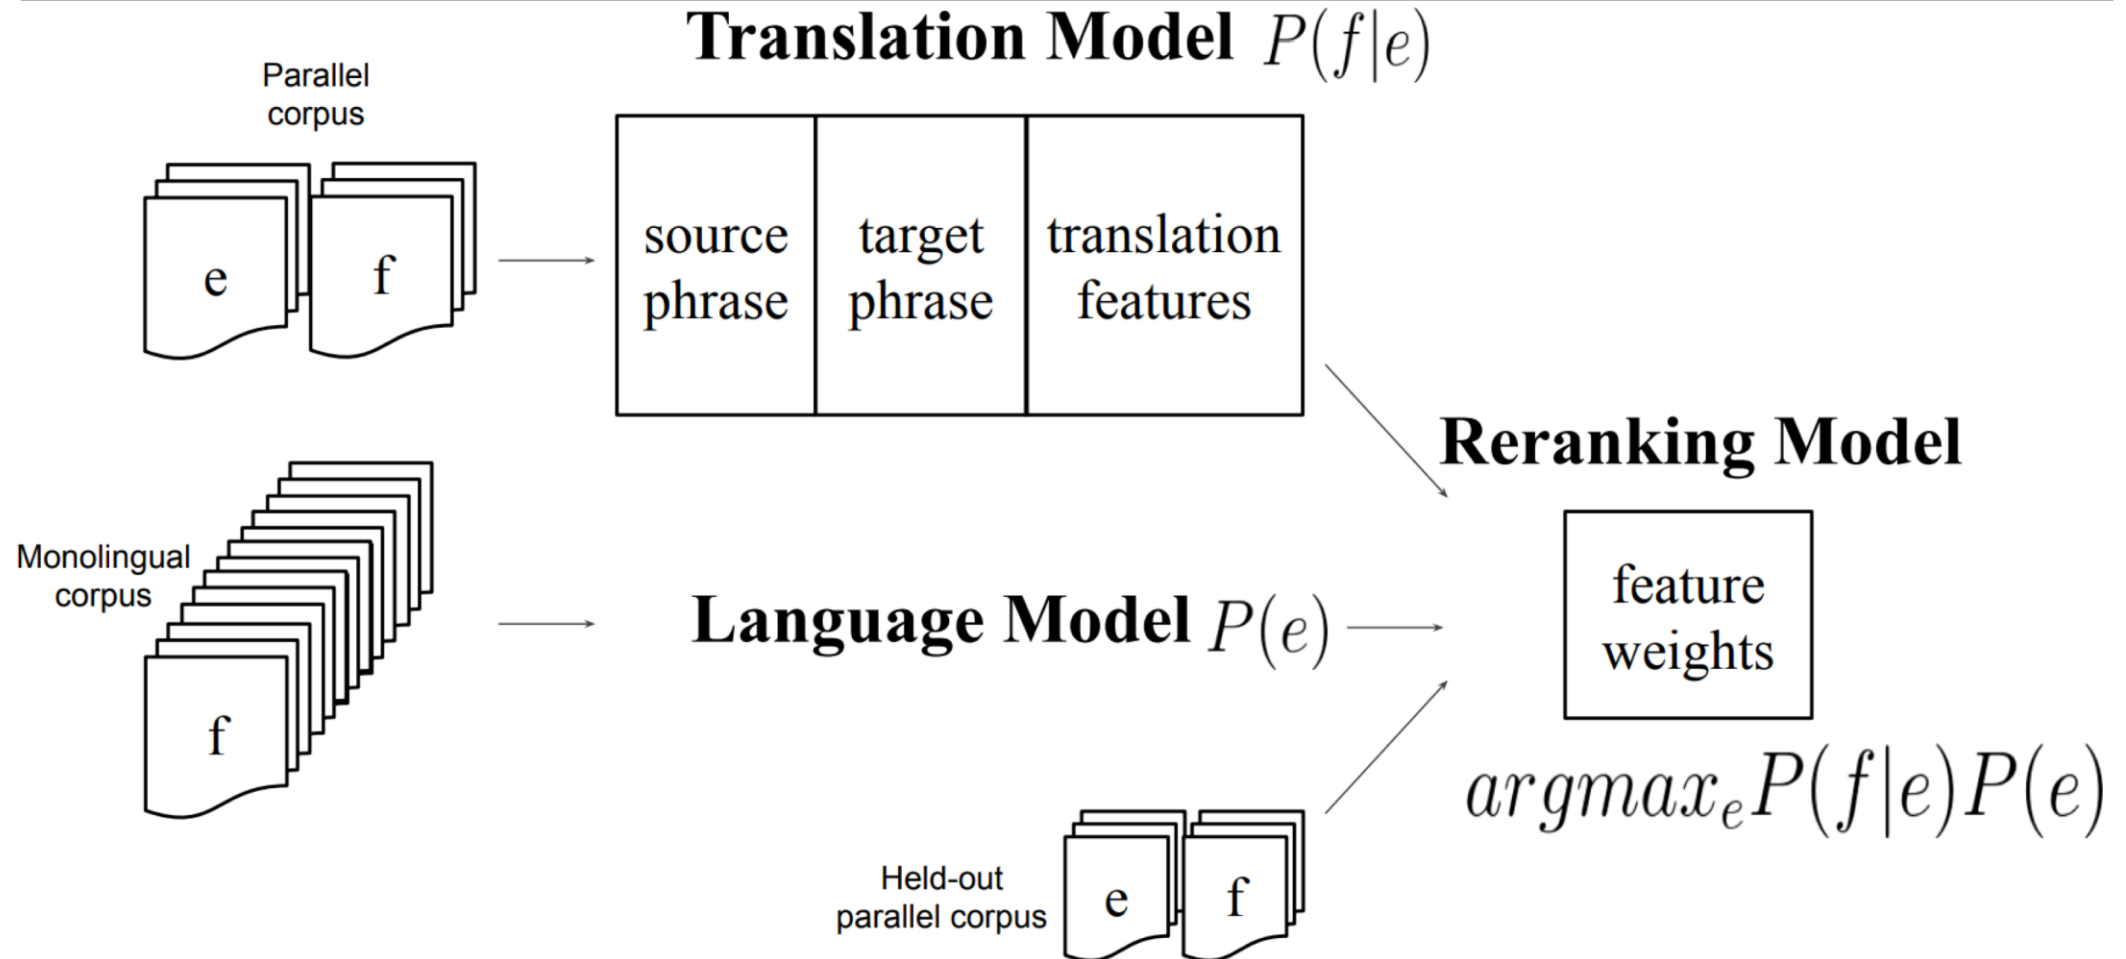 Translation Model P(f|e)
Parallel
corpus
e
f
source
phrase
target
phrase
translation
features
Reranking Model
Monolingual
corpus
f
Language Model P(e)
feature
weights
argmax_e P(f|e)P(e)
Held-out
parallel corpus
e
f